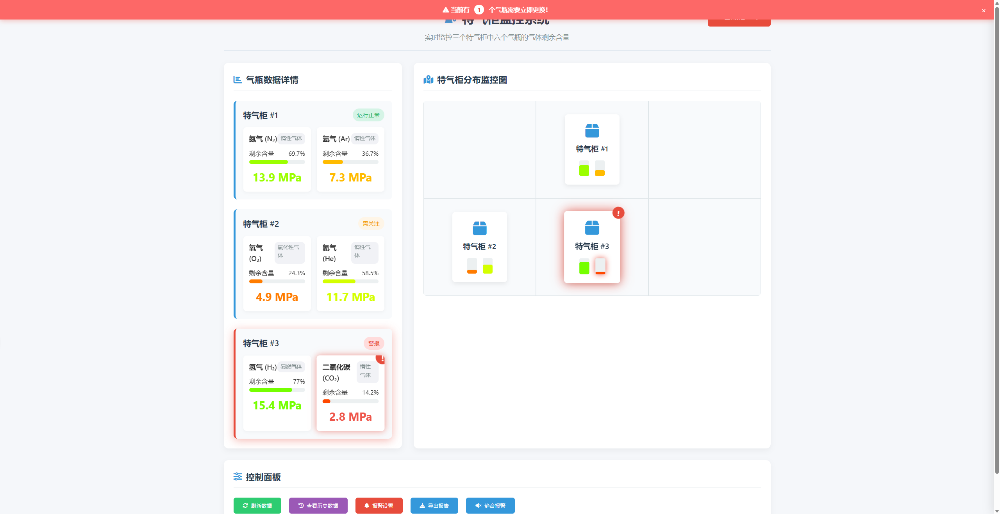 当前有 1 个气瓶需要立即更换!
×
特气柜监控系统
实时监控三个特气柜中六个气瓶的气体剩余含量
气瓶数据详情
特气柜 #1
运行正常
氮气 (N₂) 惰性气体
剩余含量 69.7%
13.9 MPa
氩气 (Ar) 惰性气体
剩余含量 36.7%
7.3 MPa
特气柜 #2
需关注
氧气
(O₂)
氧化性气
体
剩余含量 24.3%
4.9 MPa
氦气
(He)
惰性气
体
剩余含量 58.5%
11.7 MPa
特气柜 #3
警报
氢气 (H₂) 易燃气体
剩余含量 77%
15.4 MPa
!
二氧化碳
(CO₂)
惰性
气体
剩余含量 14.2%
2.8 MPa
特气柜分布监控图
特气柜 #1
特气柜 #2
!
特气柜 #3
控制面板
刷新数据
查看历史数据
报警设置
导出报告
静音报警